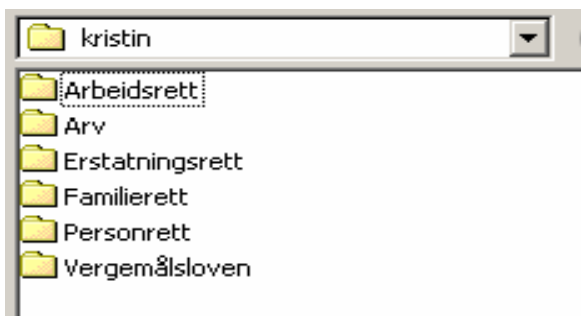 kristin
Arbeidsrett
Arv
Erstatningsrett
Familierett
Personrett
Vergemålsloven